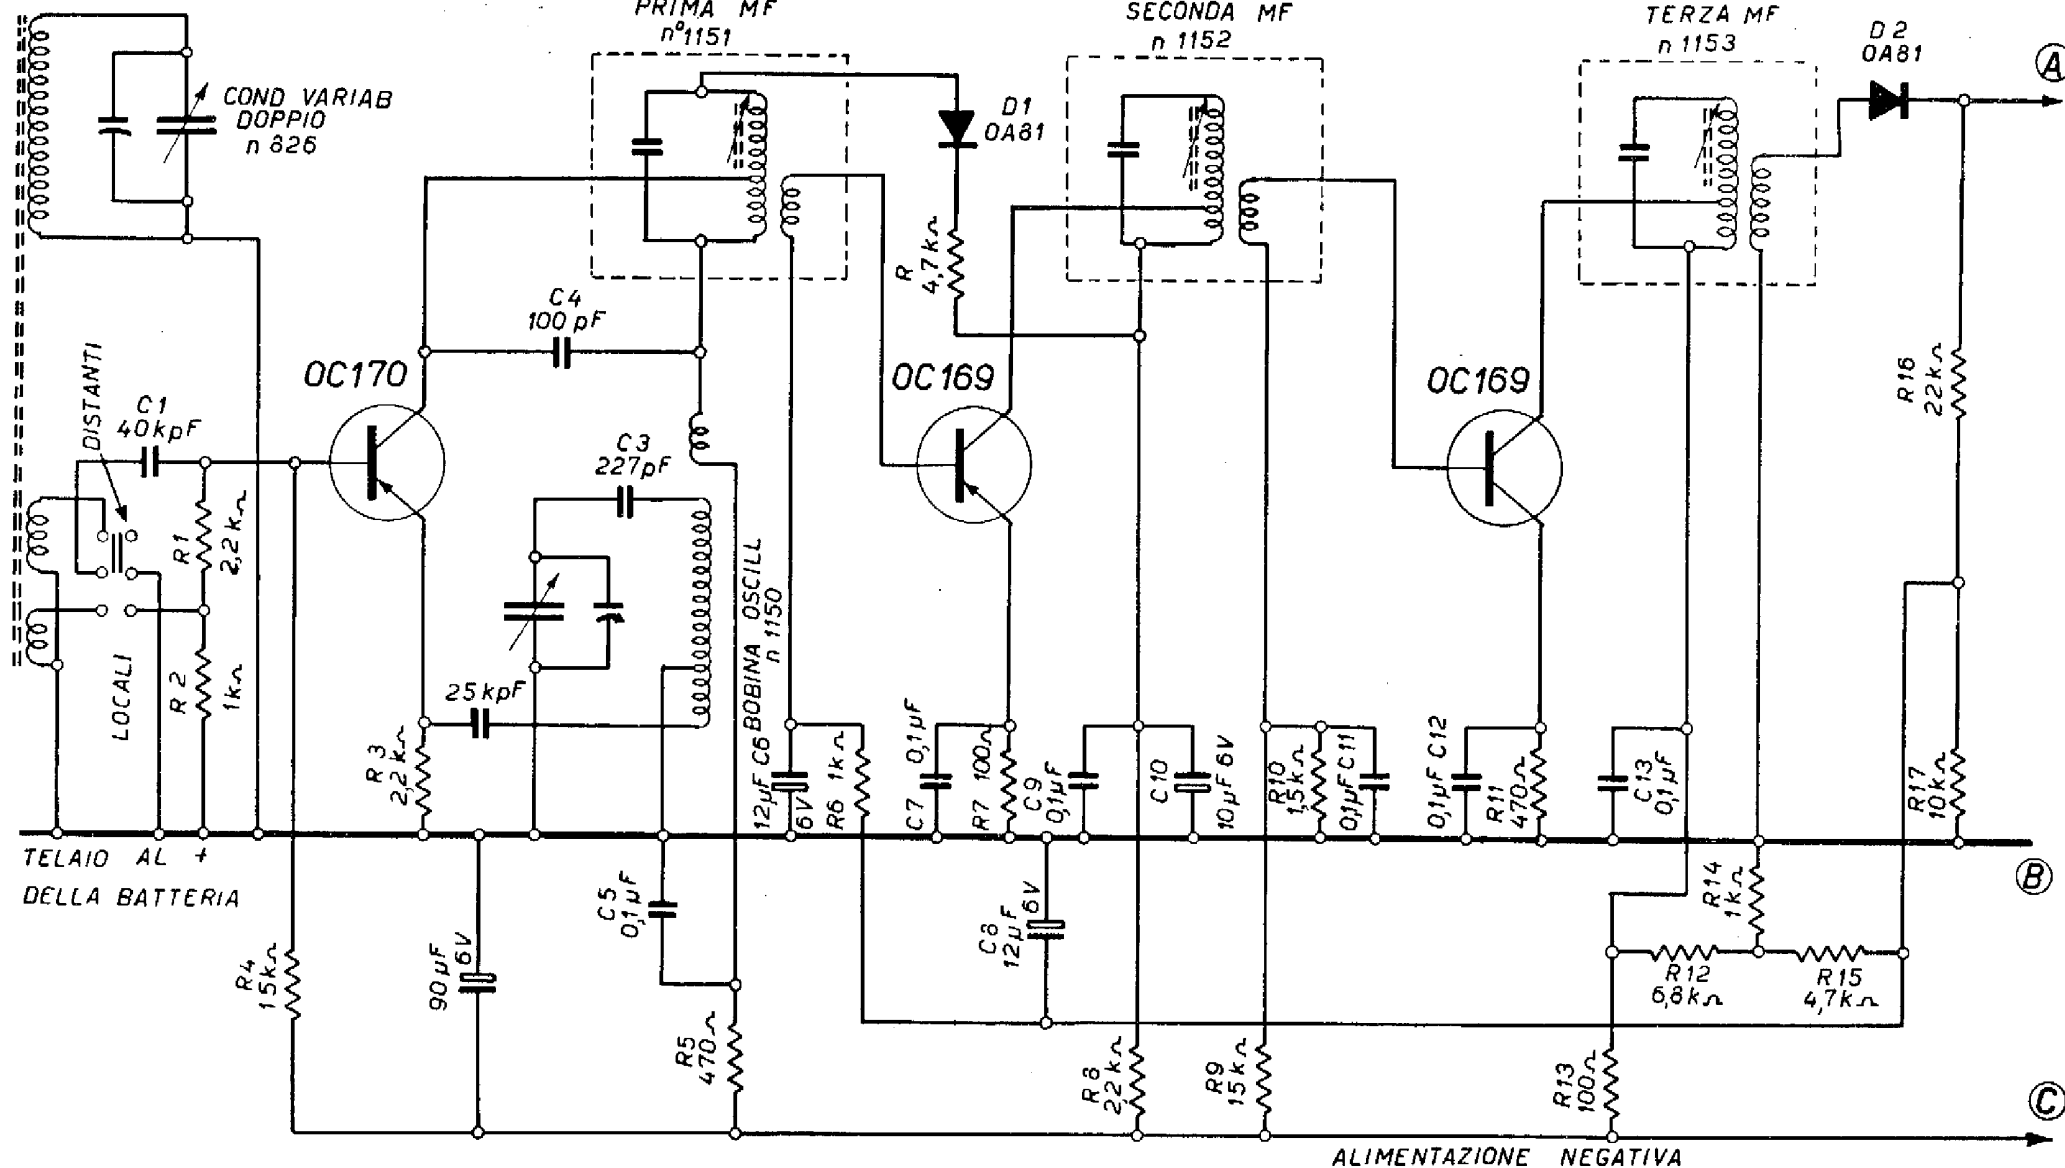 PRIMA MF
n° 1151
SECONDA MF
n 1152
TERZA MF
n 1153
D2
OA81
A
COND VARIAB
DOPPIO
n 826
D1
OA81
R
4,7kΩ
C4
100 pF
OC170
OC169
OC169
DISTANTI
C1
40kpF
C3
227pF
R16
22kΩ
R1
2,2kΩ
BOBINA OSCILL
n 1150
LOCALI
R2
1kΩ
25kpF
R3
2,2kΩ
12µF C6
6V
R6 1kΩ
C7 0,1µF
R7 100Ω
C9
0,1µF
C10
10µF 6V
R10
1,5kΩ
0,1µF C11
0,1µF C12
R11
470Ω
C13
0,1µF
R17
10kΩ
TELAIO AL +
DELLA BATTERIA
B
R4
15kΩ
90µF
6V
C5
0,1µF
C8
12µF
6V
R14
1kΩ
R12
6,8kΩ
R15
4,7kΩ
R5
470Ω
R8
2,2kΩ
R9
15kΩ
R13
100Ω
C
ALIMENTAZIONE NEGATIVA